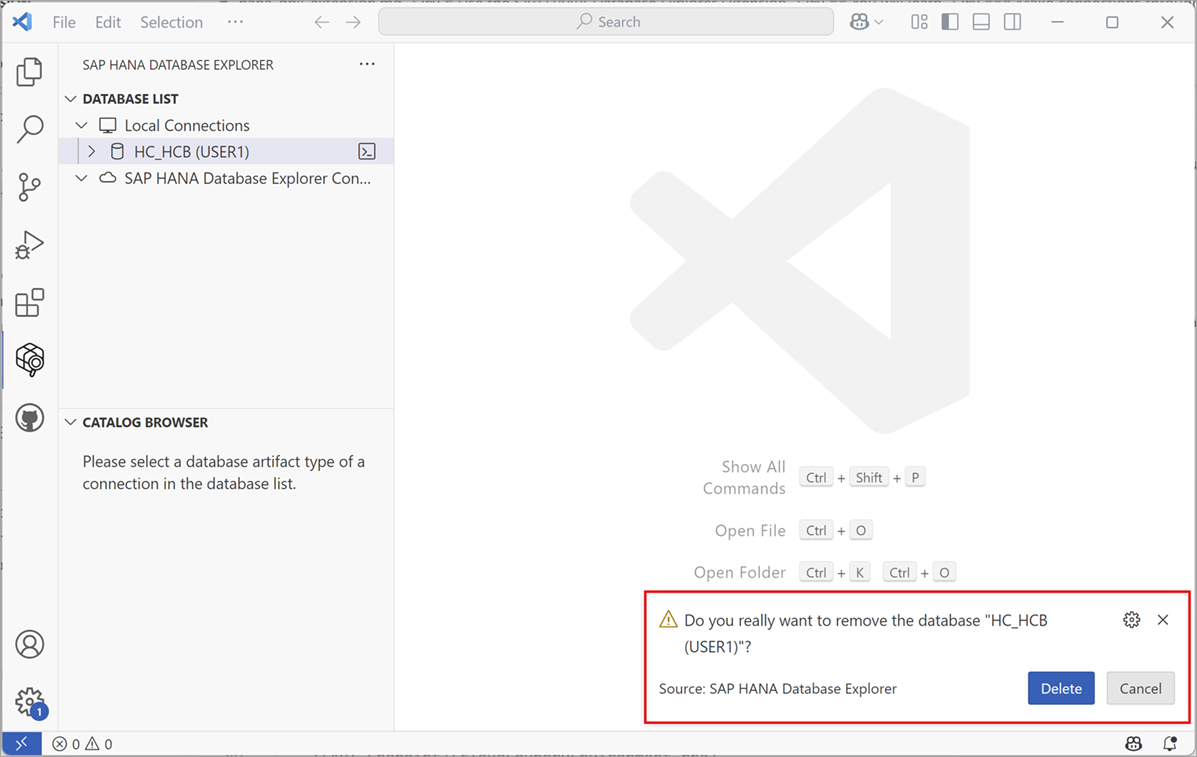 File Edit Selection ··· Search
SAP HANA DATABASE EXPLORER ···
DATABASE LIST
Local Connections
HC_HCB (USER1)
SAP HANA Database Explorer Con...
CATALOG BROWSER
Please select a database artifact type of a
connection in the database list.
Show All
Commands
Ctrl + Shift + P
Open File Ctrl + O
Open Folder Ctrl + K Ctrl + O
Do you really want to remove the database "HC_HCB
(USER1)"?
Source: SAP HANA Database Explorer Delete Cancel
1
0 0